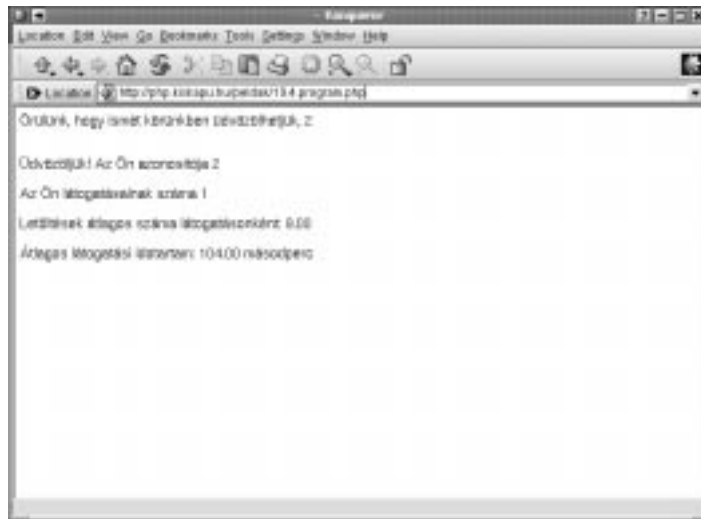 - Konqueror
Location Edit View Go Bookmarks Tools Settings Window Help
Location http://php.kiskapu.hu/peldak/19.4.program.php
Örülünk, hogy ismét körünkben üdvözölhetjük, 2
Üdvözöljük! Az Ön azonosítója 2
Az Ön látogatásainak száma 1
Letöltések átlagos száma látogatásonként: 8.00
Átlagos látogatási időtartam: 104.00 másodperc